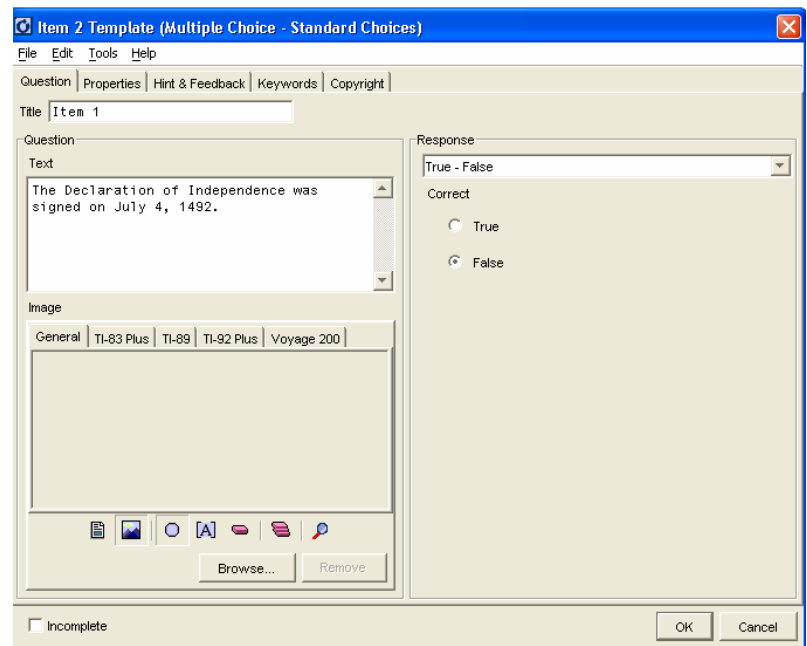 Item 2 Template (Multiple Choice - Standard Choices)
File Edit Tools Help
Question Properties Hint & Feedback Keywords Copyright
Title Item 1
Question
Text
The Declaration of Independence was
signed on July 4, 1492.
Image
General TI-83 Plus TI-89 TI-92 Plus Voyage 200
[A]
Browse... Remove
Response
True - False
Correct
True
False
Incomplete
OK Cancel